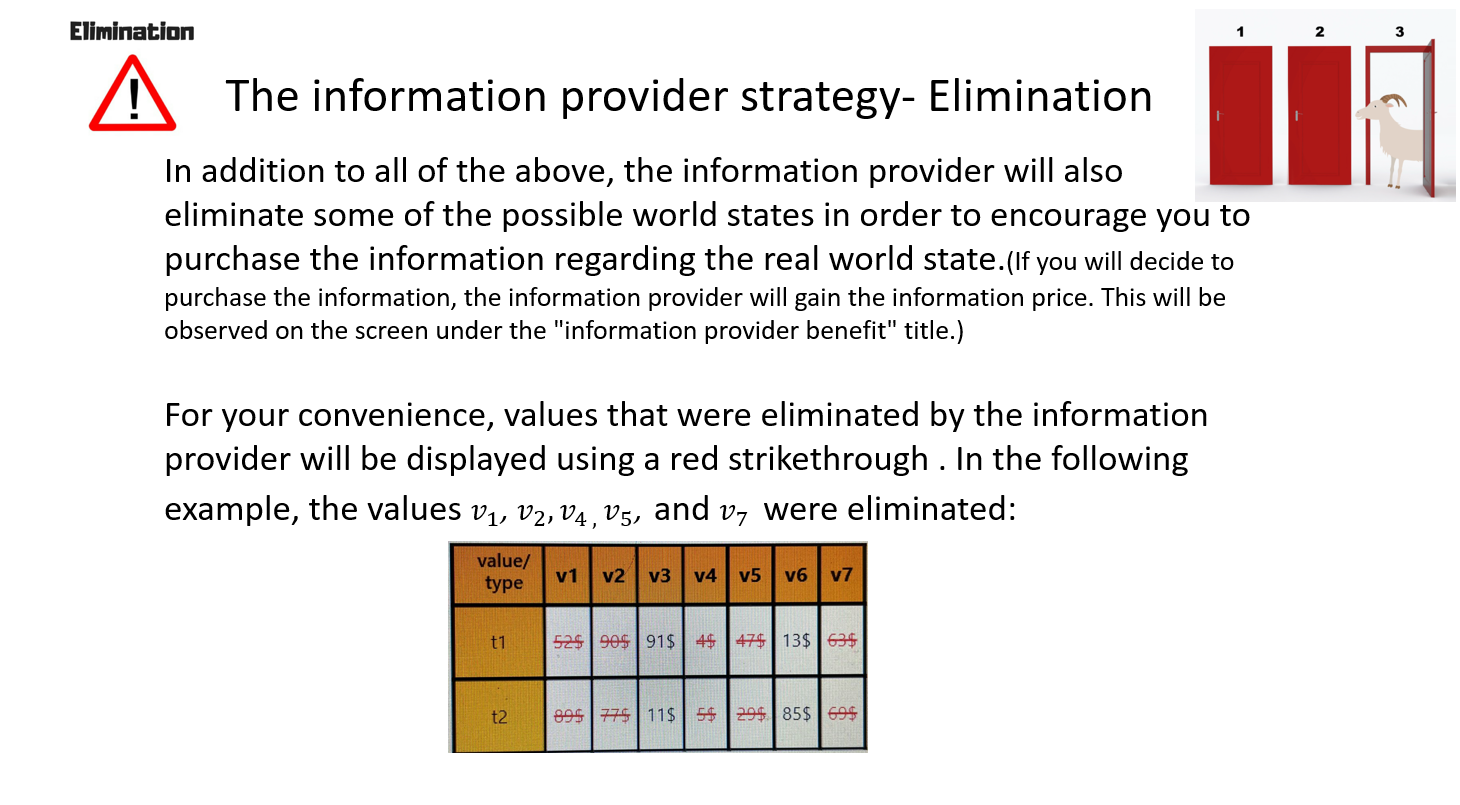 Elimination
1 2 3
The information provider strategy- Elimination
In addition to all of the above, the information provider will also
eliminate some of the possible world states in order to encourage you to
purchase the information regarding the real world state.(If you will decide to
purchase the information, the information provider will gain the information price. This will be
observed on the screen under the "information provider benefit" title.)
For your convenience, values that were eliminated by the information
provider will be displayed using a red strikethrough . In the following
example, the values v₁, v₂, v₄ , v₅, and v₇ were eliminated:
value/
type v1 v2 v3 v4 v5 v6 v7
t1 52$ 90$ 91$ 4$ 47$ 13$ 63$
t2 89$ 77$ 11$ 5$ 29$ 85$ 69$